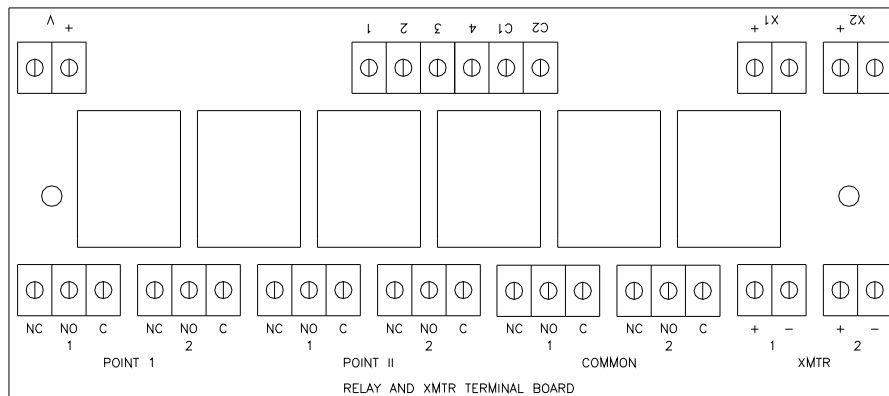 V + 1 2 3 4 C1 C2 + X1 + X2
NC NO C NC NO C NC NO C NC NO C NC NO C NC NO C + − + −
1 2 1 2 1 2 1 2
POINT 1 POINT II COMMON XMTR
RELAY AND XMTR TERMINAL BOARD